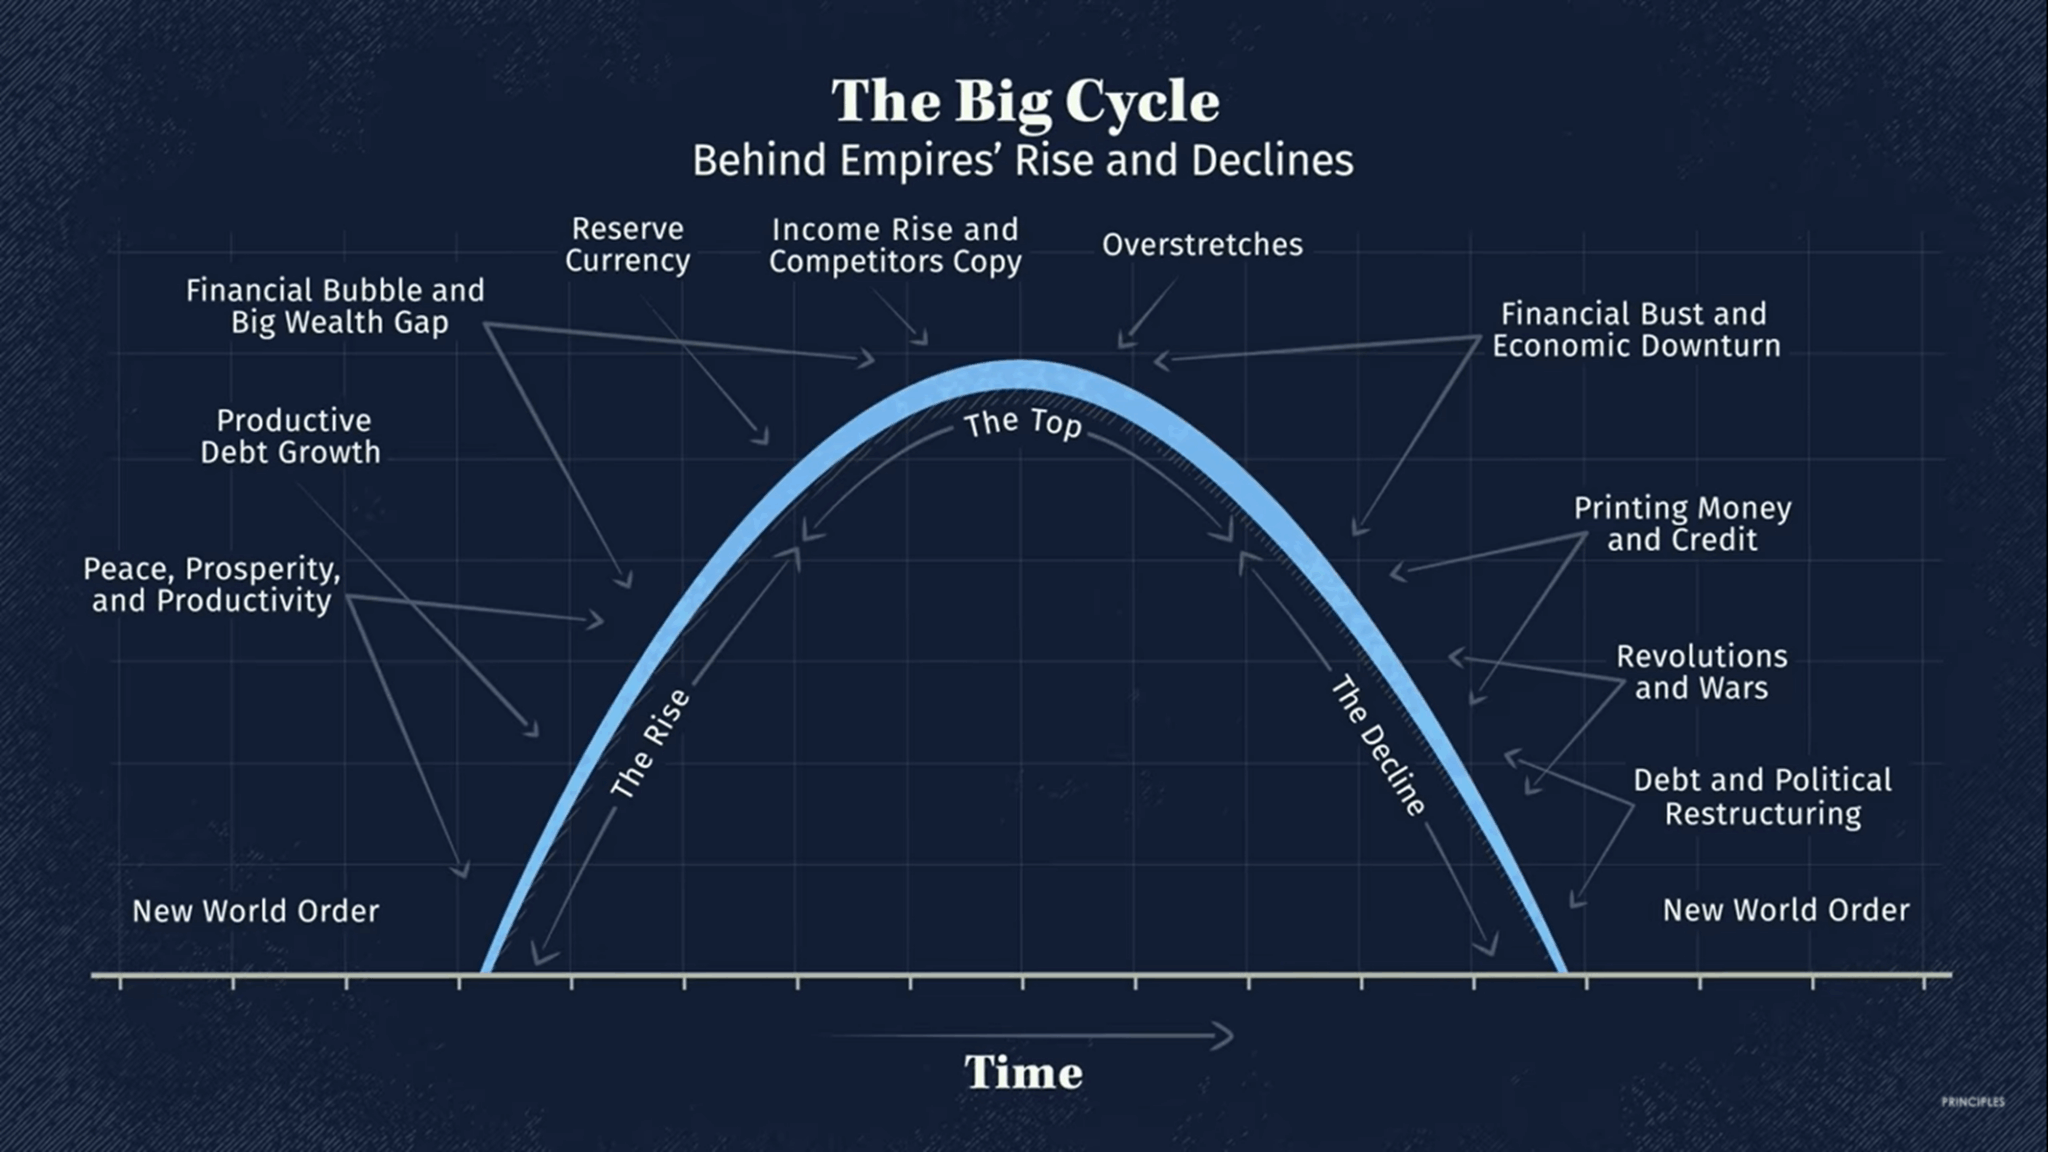 The Big Cycle
Behind Empires’ Rise and Declines
Reserve
Currency
Income Rise and
Competitors Copy
Overstretches
Financial Bubble and
Big Wealth Gap
Financial Bust and
Economic Downturn
Productive
Debt Growth
The Top
Printing Money
and Credit
Peace, Prosperity,
and Productivity
Revolutions
and Wars
The Rise
The Decline
Debt and Political
Restructuring
New World Order
New World Order
Time
PRINCIPLES